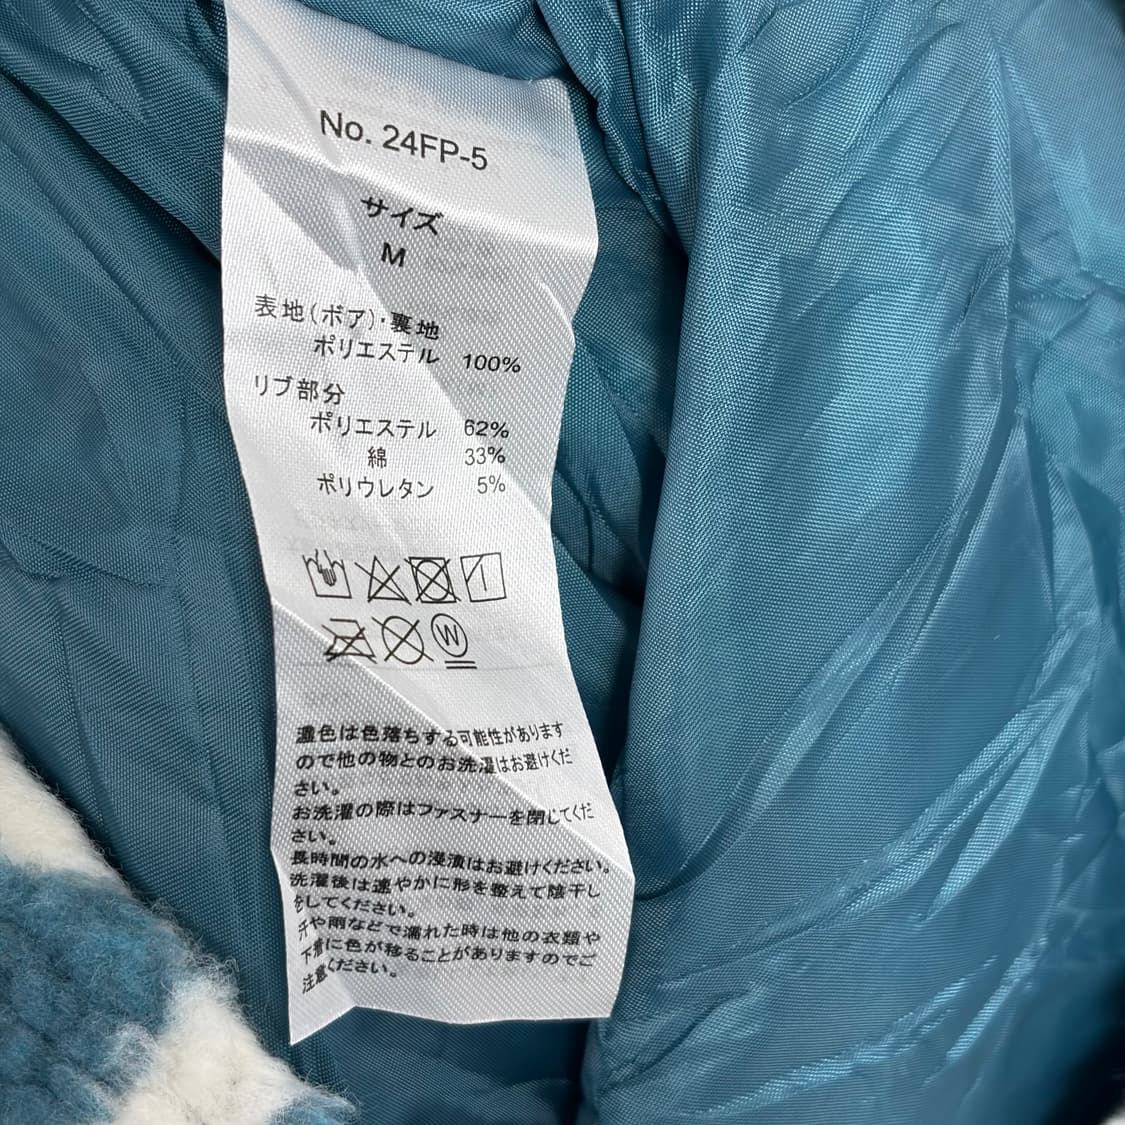 No. 24FP-5
サイズ
M
表地(ボア)・裏地
ポリエステル 100%
リブ部分
ポリエステル 62%
綿 33%
ポリウレタン 5%
W
濃色は色落ちする可能性があります
ので他の物とのお洗濯はお避けくだ
さい。
お洗濯の際はファスナーを閉じてくだ
さい。
長時間の水への浸漬はお避けください。
洗濯後は速やかに形を整えて陰干し
をしてください。
汗や雨などで濡れた時は他の衣類や
下着に色が移ることがありますのでご
注意ください。